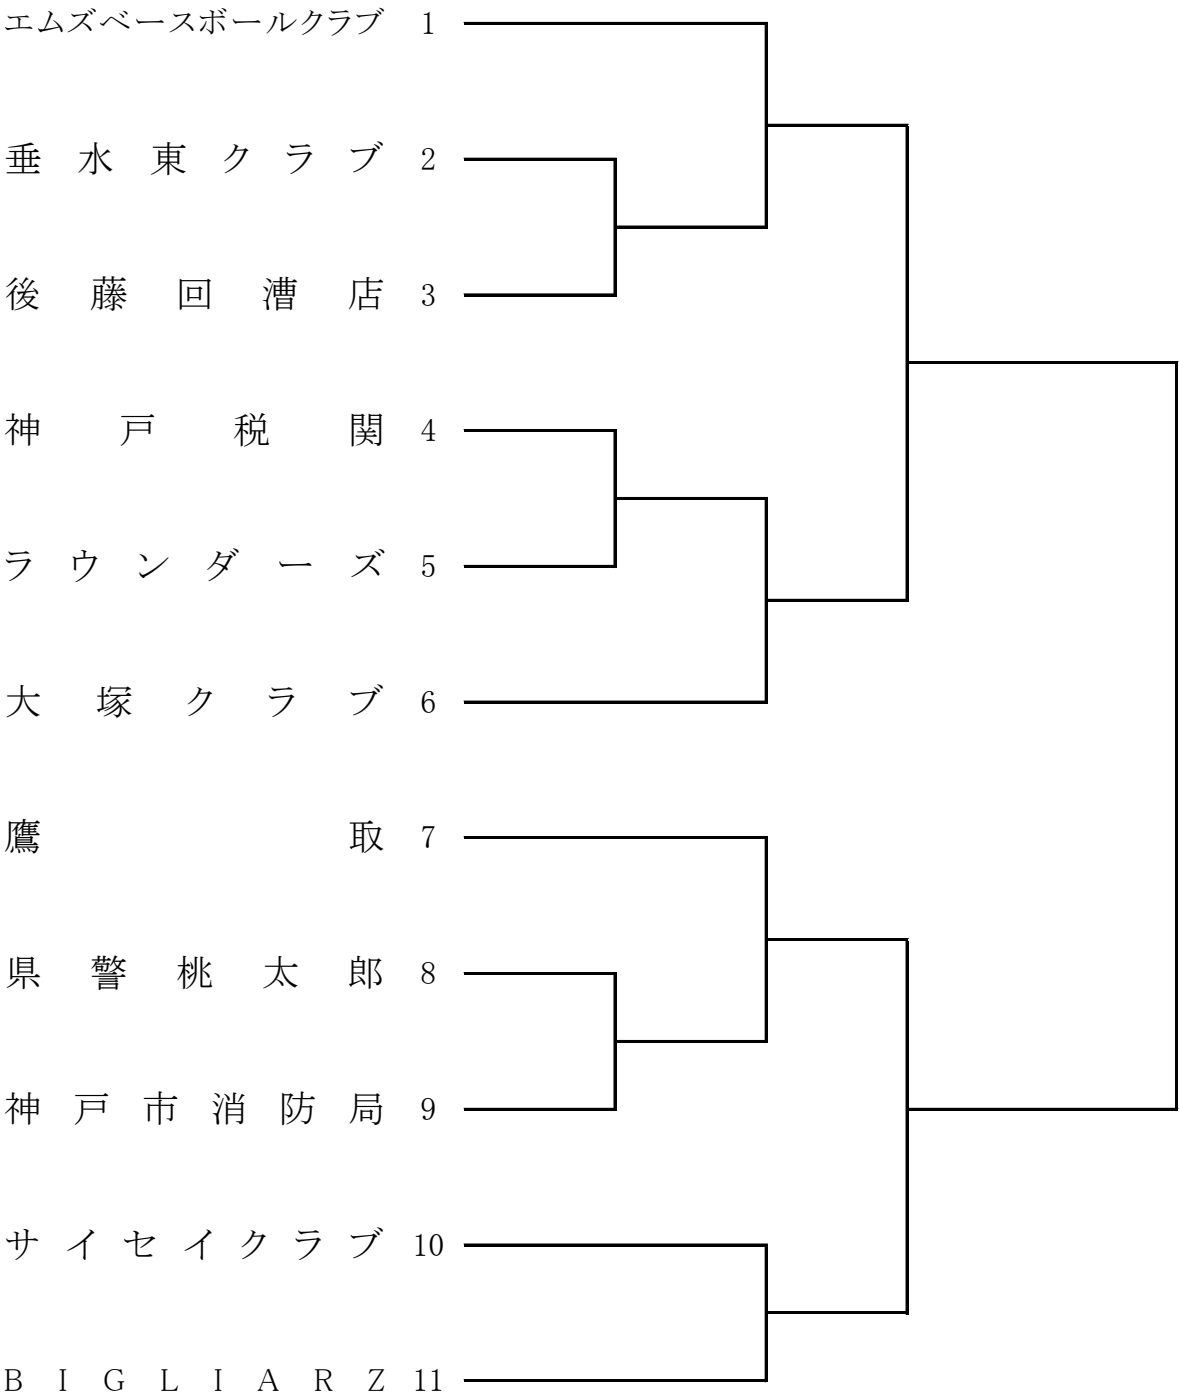 エムズベースボールクラブ 1
垂水東クラブ 2
後藤回漕店 3
神戸税関 4
ラウンダーズ 5
大塚クラブ 6
鷹取 7
県警桃太郎 8
神戸市消防局 9
サイセイクラブ 10
BIGLIARZ 11